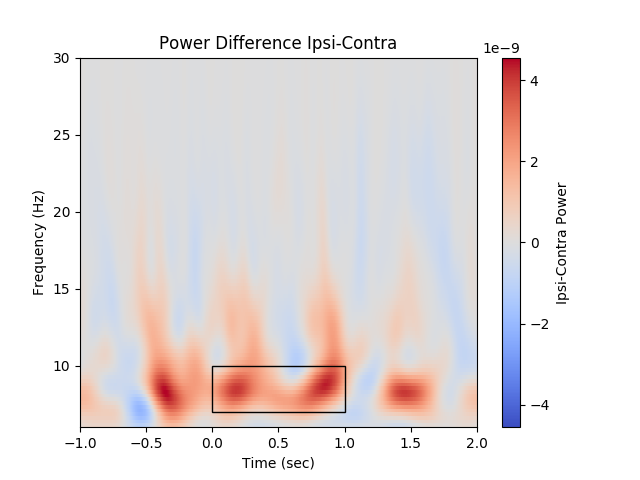 Power Difference Ipsi-Contra
1e−9
30
25
20
15
10
Frequency (Hz)
−1.0 −0.5 0.0 0.5 1.0 1.5 2.0
Time (sec)
4
2
0
−2
−4
Ipsi-Contra Power